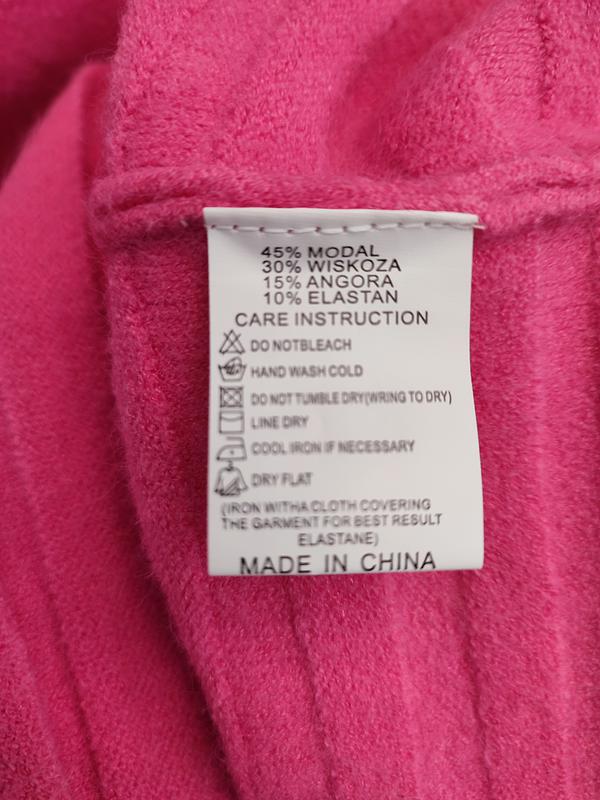 45% MODAL
30% WISKOZA
15% ANGORA
10% ELASTAN
CARE INSTRUCTION
DO NOTBLEACH
HAND WASH COLD
DO NOT TUMBLE DRY(WRING TO DRY)
LINE DRY
COOL IRON IF NECESSARY
DRY FLAT
(IRON WITHA CLOTH COVERING
THE GARMENT FOR BEST RESULT
ELASTANE)
MADE IN CHINA